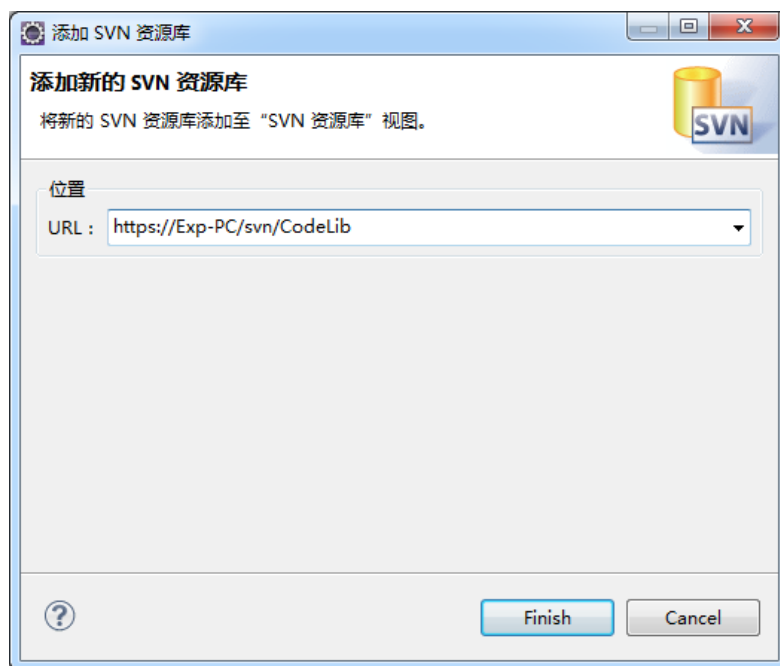 添加 SVN 资源库
添加新的 SVN 资源库
将新的 SVN 资源库添加至“SVN 资源库”视图。
SVN
位置
URL： https://Exp-PC/svn/CodeLib
?
Finish Cancel